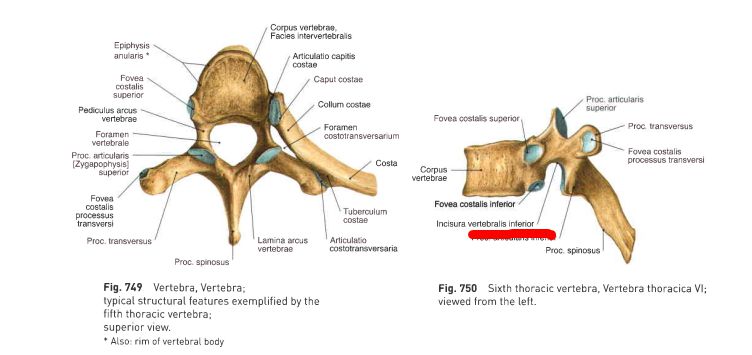 Corpus vertebrae,
Facies intervertebralis
Epiphysis
anularis *
Articulatio capitis
costae
Fovea
costalis
superior
Caput costae
Pediculus arcus
vertebrae
Collum costae
Foramen
vertebrale
Foramen
costotransversarium
Proc. articularis
[Zygapophysis]
superior
Costa
Fovea
costalis
processus
transversi
Tuberculum
costae
Proc. transversus
Lamina arcus
vertebrae
Articulatio
costotransversaria
Proc. spinosus
Fig. 749 Vertebra, Vertebra;
typical structural features exemplified by the
fifth thoracic vertebra;
superior view.
* Also: rim of vertebral body
Proc. articularis
superior
Fovea costalis superior
Proc. transversus
Fovea costalis
processus transversi
Corpus
vertebrae
Fovea costalis inferior
Incisura vertebralis inferior
Proc. spinosus
Fig. 750 Sixth thoracic vertebra, Vertebra thoracica VI;
viewed from the left.